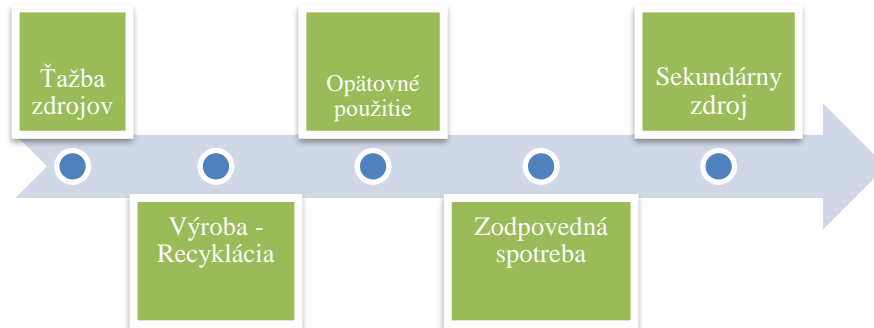 Ťažba
zdrojov
Výroba -
Recyklácia
Opätovné
použitie
Zodpovedná
spotreba
Sekundárny
zdroj